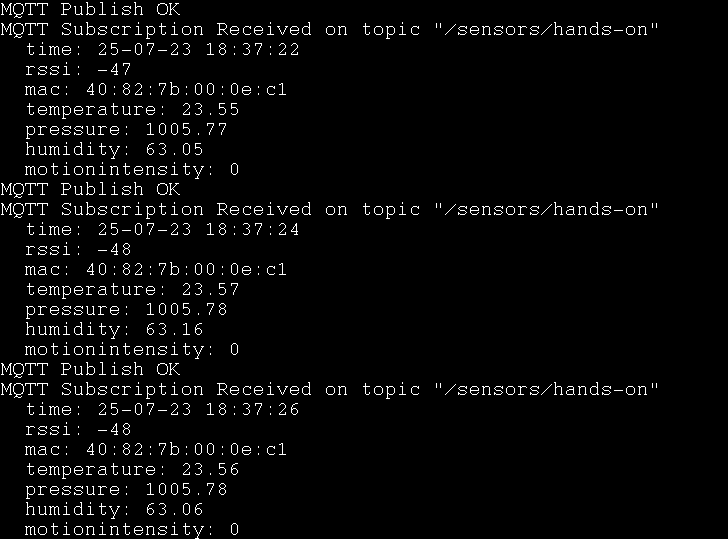 MQTT Publish OK
MQTT Subscription Received on topic "/sensors/hands-on"
time: 25-07-23 18:37:22
rssi: -47
mac: 40:82:7b:00:0e:c1
temperature: 23.55
pressure: 1005.77
humidity: 63.05
motionintensity: 0
MQTT Publish OK
MQTT Subscription Received on topic "/sensors/hands-on"
time: 25-07-23 18:37:24
rssi: -48
mac: 40:82:7b:00:0e:c1
temperature: 23.57
pressure: 1005.78
humidity: 63.16
motionintensity: 0
MQTT Publish OK
MQTT Subscription Received on topic "/sensors/hands-on"
time: 25-07-23 18:37:26
rssi: -48
mac: 40:82:7b:00:0e:c1
temperature: 23.56
pressure: 1005.78
humidity: 63.06
motionintensity: 0